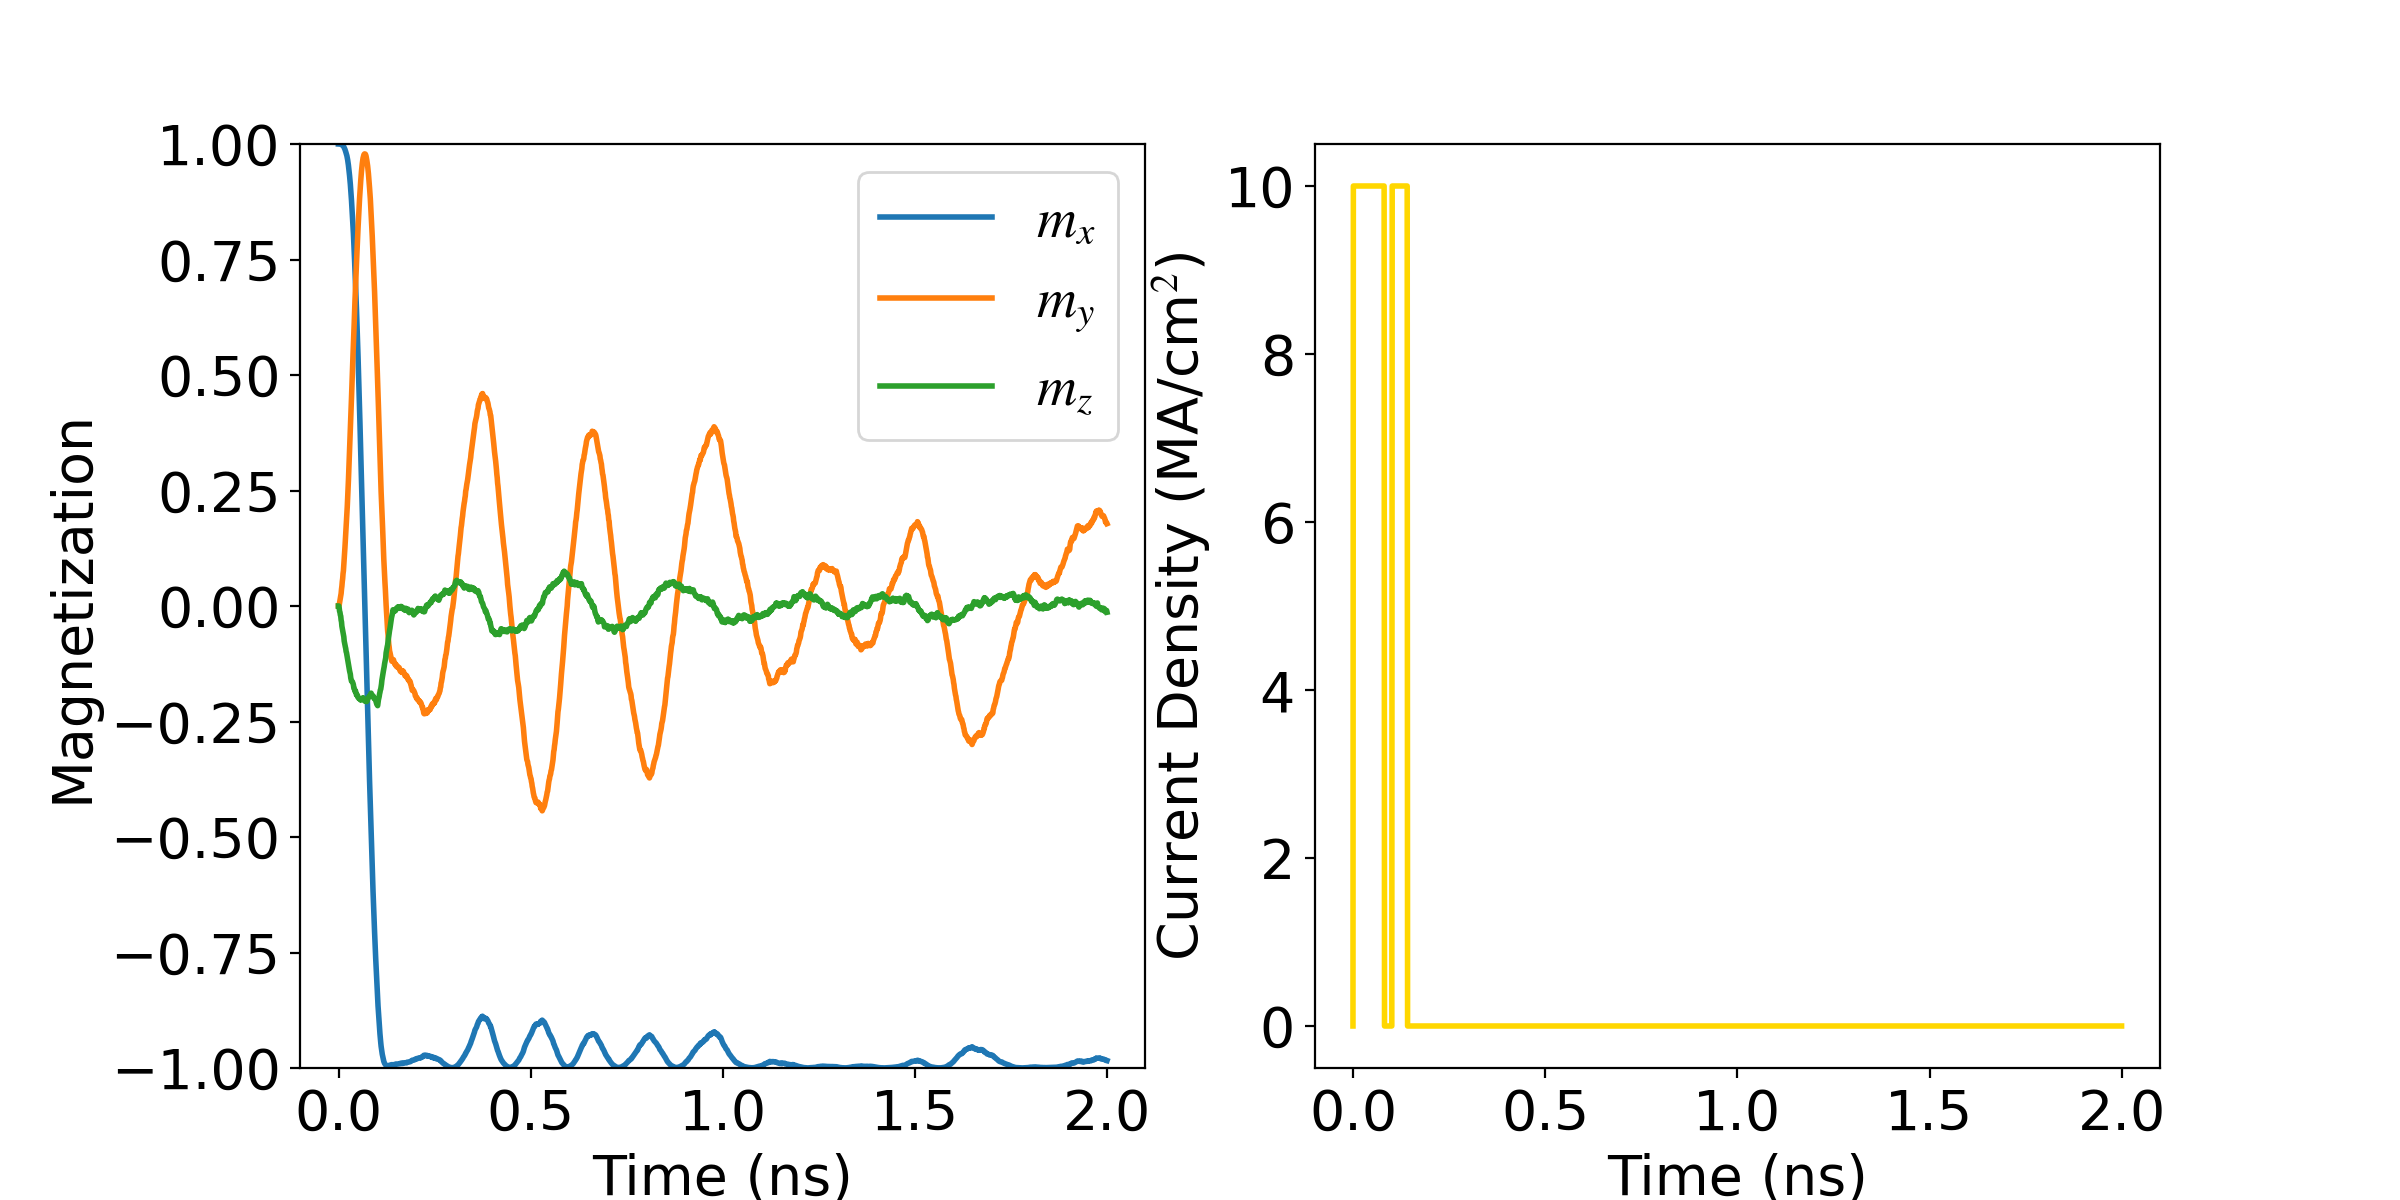 Magnetization
1.00
0.75
0.50
0.25
0.00
−0.25
−0.50
−0.75
−1.00
0.0 0.5 1.0 1.5 2.0
Time (ns)
m_x
m_y
m_z
Current Density (MA/cm²)
10
8
6
4
2
0
0.0 0.5 1.0 1.5 2.0
Time (ns)